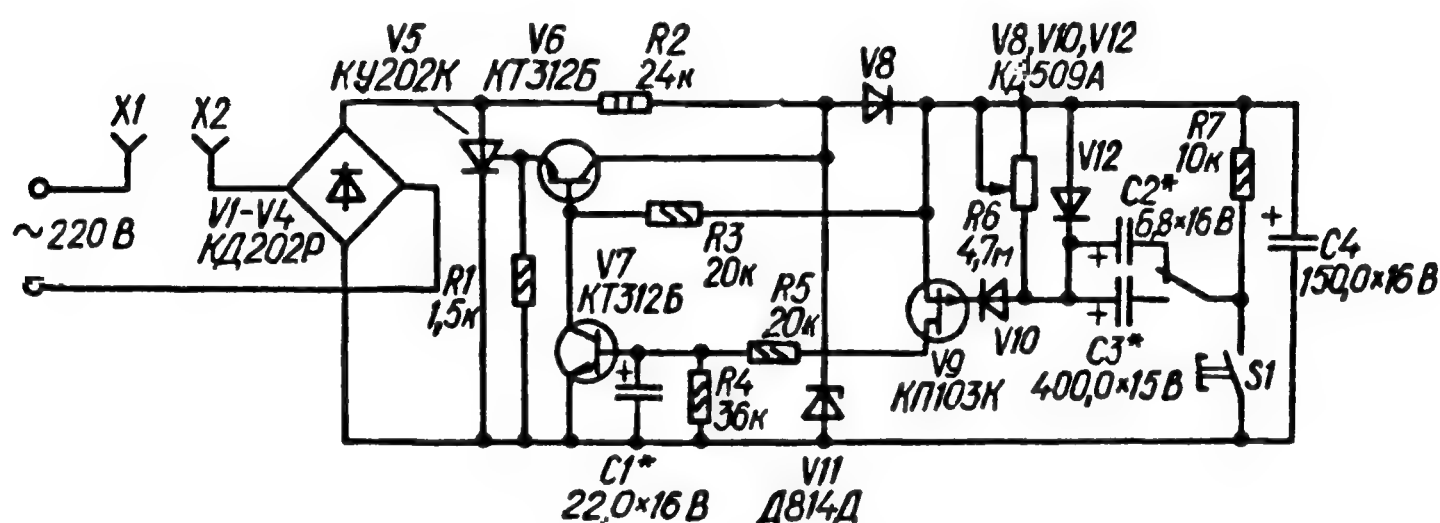 X1
X2
~220 В
V1-V4
КД202Р
V5
КУ202К
V6
КТ312Б
R2
24к
V8
V8, V10, V12
КД509А
R7
10к
V12
C2*
6,8×16 В
C4
150,0×16 В
R1
1,5к
V7
КТ312Б
R3
20к
R5
20к
R6
4,7м
V10
C3*
400,0×15 В
S1
V9
КП103К
R4
36к
C1*
22,0×16 В
V11
Д814Д